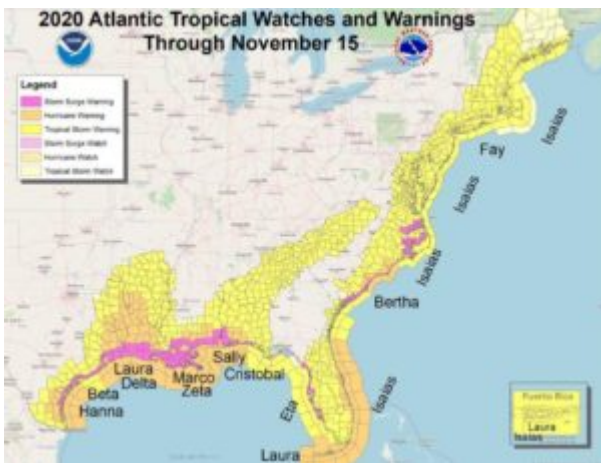 2020 Atlantic Tropical Watches and Warnings
Through November 15
Legend
Storm Surge Warning
Hurricane Warning
Tropical Storm Warning
Storm Surge Watch
Hurricane Watch
Tropical Storm Watch
Isaias
Fay
Isaias
Isaias
Bertha
Sally
Cristobal
Laura
Delta
Marco
Zeta
Beta
Hanna
Eta
Isaias
Laura
Puerto Rico
Laura
Isaias